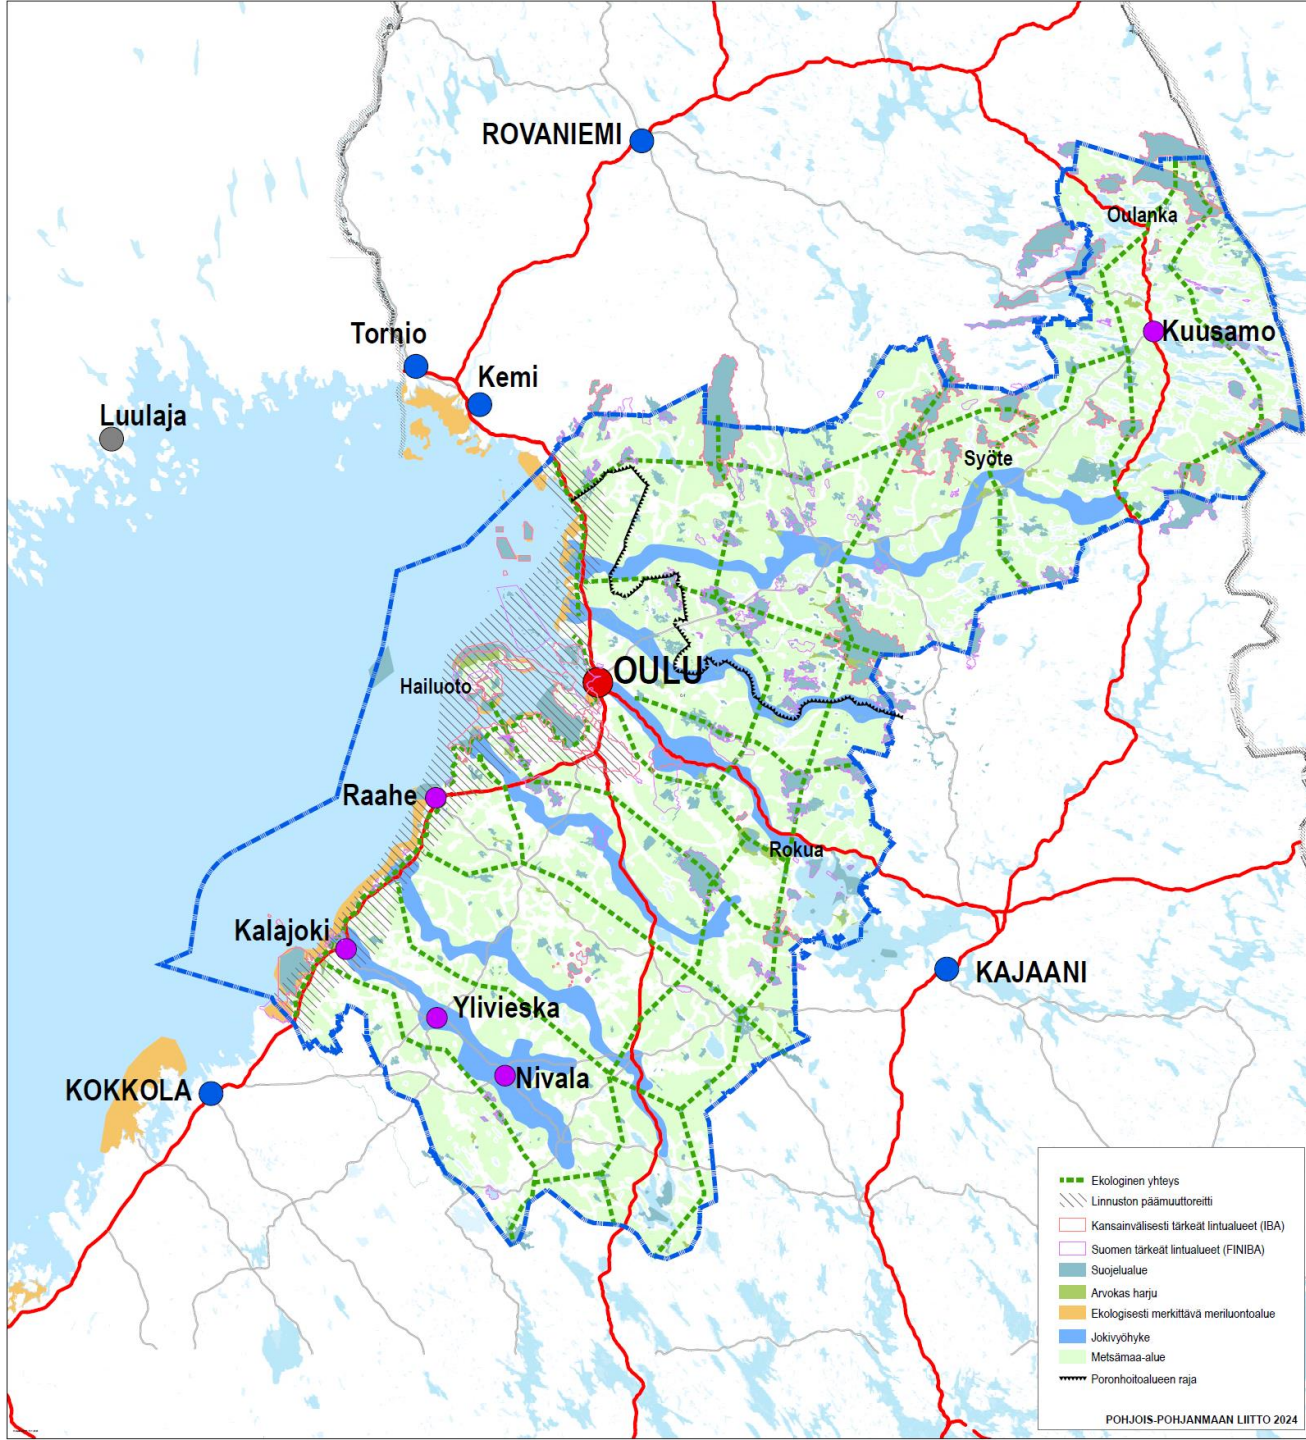 ROVANIEMI
Oulanka
Tornio
Kuusamo
Kemi
Luulaja
Syöte
OULU
Hailuoto
Raahe
Rokua
Kalajoki
KAJAANI
Ylivieska
Nivala
KOKKOLA
Ekologinen yhteys
Linnuston päämuuttoreitti
Kansainvälisesti tärkeät lintualueet (IBA)
Suomen tärkeät lintualueet (FINIBA)
Suojelualue
Arvokas harju
Ekologisesti merkittävä meriluontoalue
Jokivyöhyke
Metsämaa-alue
Poronhoitoalueen raja
POHJOIS-POHJANMAAN LIITTO 2024